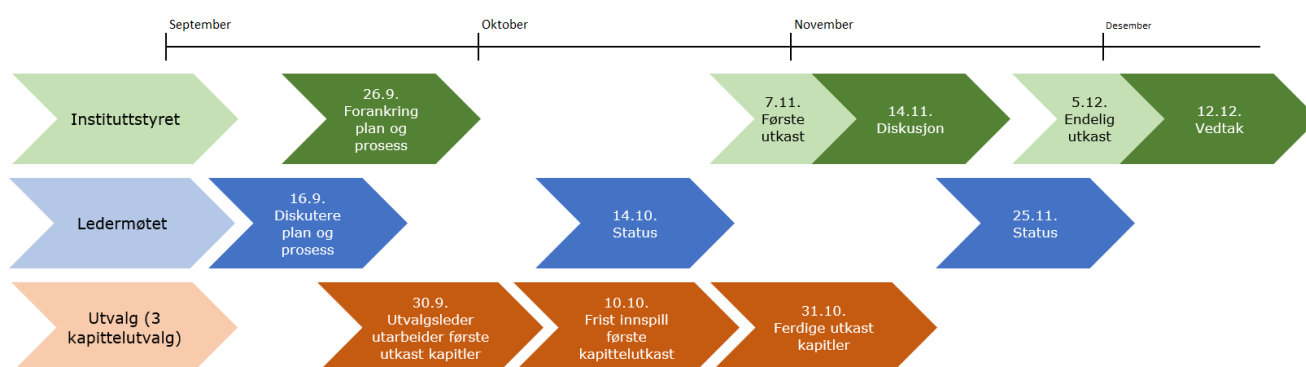 September
Oktober
November
Desember
Instituttstyret
26.9.
Forankring
plan og
prosess
7.11.
Første
utkast
14.11.
Diskusjon
5.12.
Endelig
utkast
12.12.
Vedtak
Ledermøtet
16.9.
Diskutere
plan og
prosess
14.10.
Status
25.11.
Status
Utvalg (3
kapittelutvalg)
30.9.
Utvalgsleder
utarbeider første
utkast kapitler
10.10.
Frist innspill
første
kapittelutkast
31.10.
Ferdige utkast
kapitler